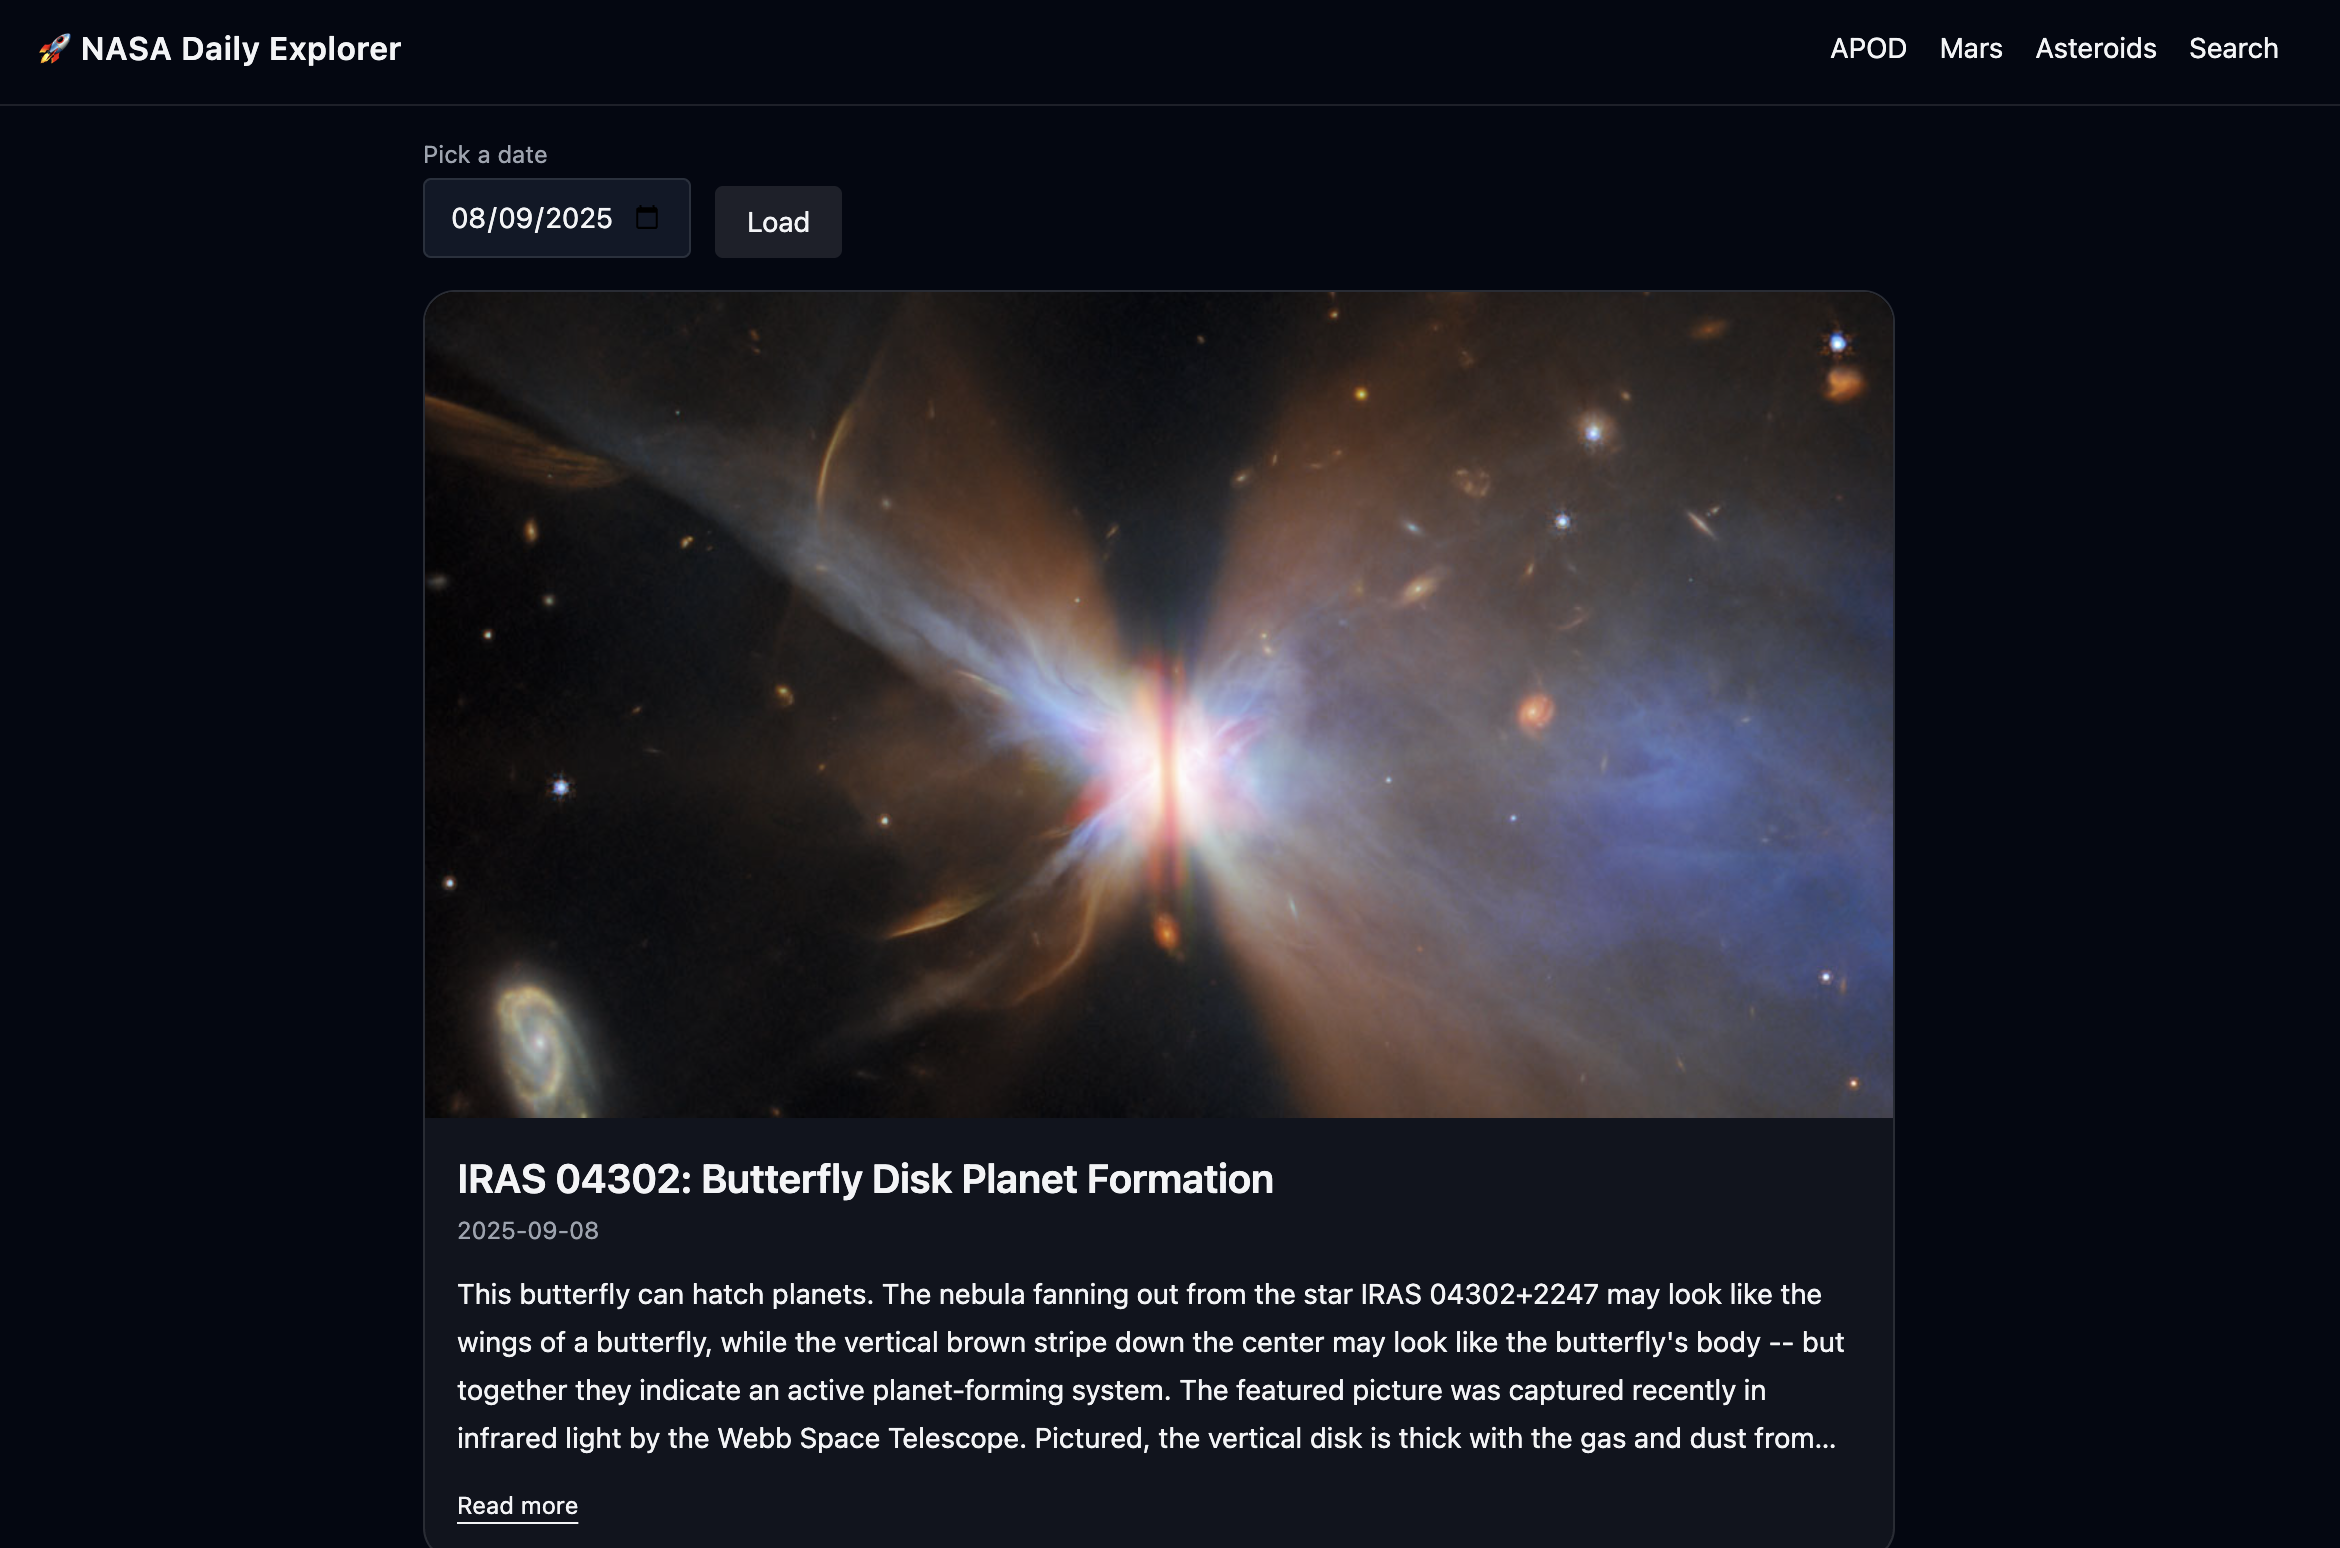 🚀 NASA Daily Explorer
APOD Mars Asteroids Search
Pick a date
08/09/2025
Load
IRAS 04302: Butterfly Disk Planet Formation
2025-09-08
This butterfly can hatch planets. The nebula fanning out from the star IRAS 04302+2247 may look like the
wings of a butterfly, while the vertical brown stripe down the center may look like the butterfly's body -- but
together they indicate an active planet-forming system. The featured picture was captured recently in
infrared light by the Webb Space Telescope. Pictured, the vertical disk is thick with the gas and dust from...
Read more